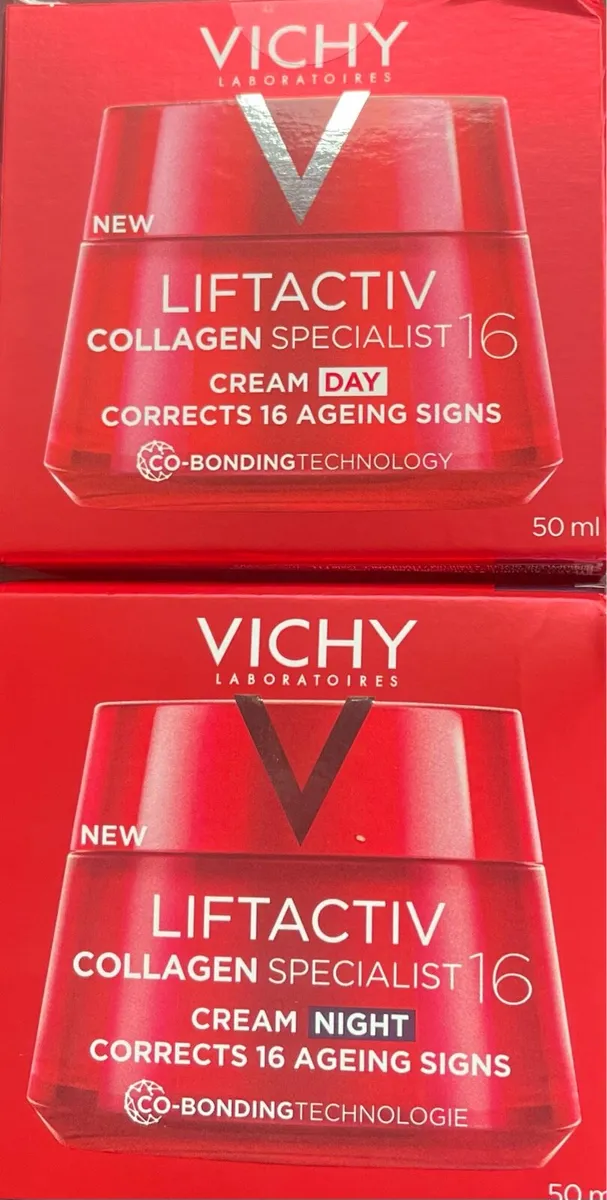 VICHY
LABORATOIRES
NEW
LIFTACTIV
COLLAGEN SPECIALIST 16
CREAM DAY
CORRECTS 16 AGEING SIGNS
CO-BONDINGTECHNOLOGY
50 ml
VICHY
LABORATOIRES
NEW
LIFTACTIV
COLLAGEN SPECIALIST 16
CREAM NIGHT
CORRECTS 16 AGEING SIGNS
CO-BONDINGTECHNOLOGIE
50 m